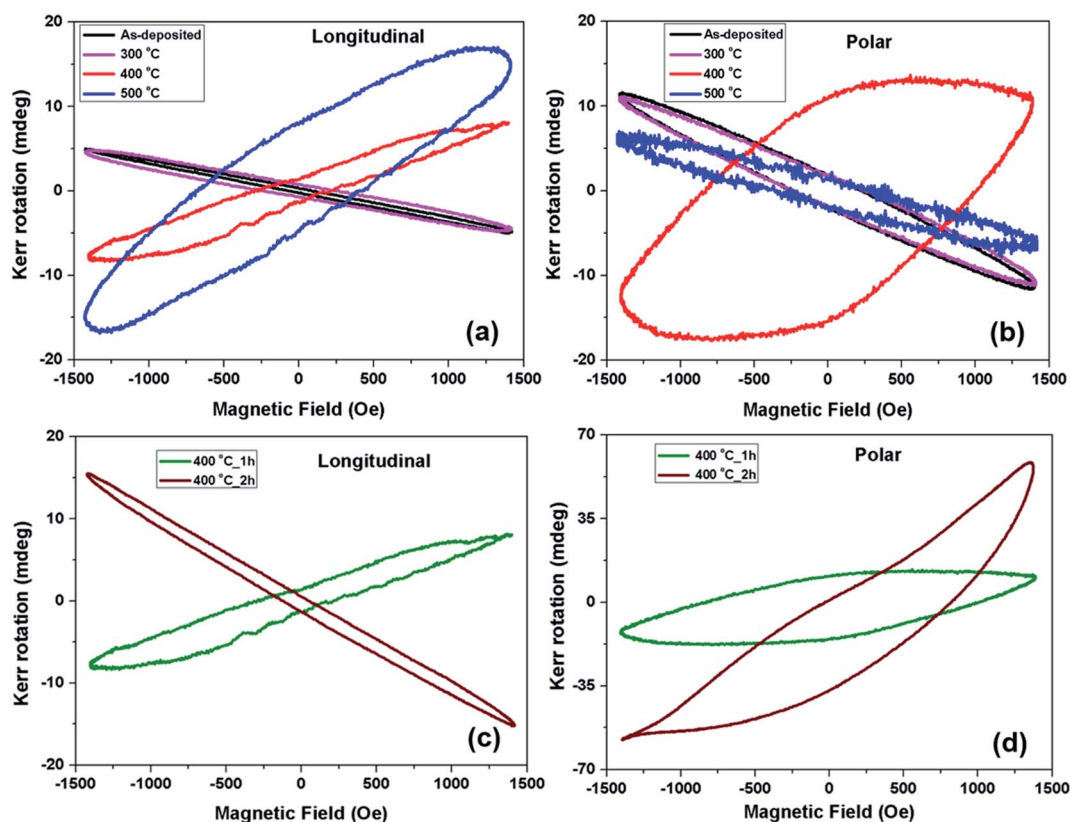 As-deposited
300 °C
400 °C
500 °C
Longitudinal
Kerr rotation (mdeg)
20
10
0
-10
-20
-1500 -1000 -500 0 500 1000 1500
Magnetic Field (Oe)
(a)
As-deposited
300 °C
400 °C
500 °C
Polar
Kerr rotation (mdeg)
20
10
0
-10
-20
-1500 -1000 -500 0 500 1000 1500
Magnetic Field (Oe)
(b)
400 °C_1h
400 °C_2h
Longitudinal
Kerr rotation (mdeg)
20
10
0
-10
-20
-1500 -1000 -500 0 500 1000 1500
Magnetic Field (Oe)
(c)
400 °C_1h
400 °C_2h
Polar
Kerr rotation (mdeg)
70
35
0
-35
-70
-1500 -1000 -500 0 500 1000 1500
Magnetic Field (Oe)
(d)